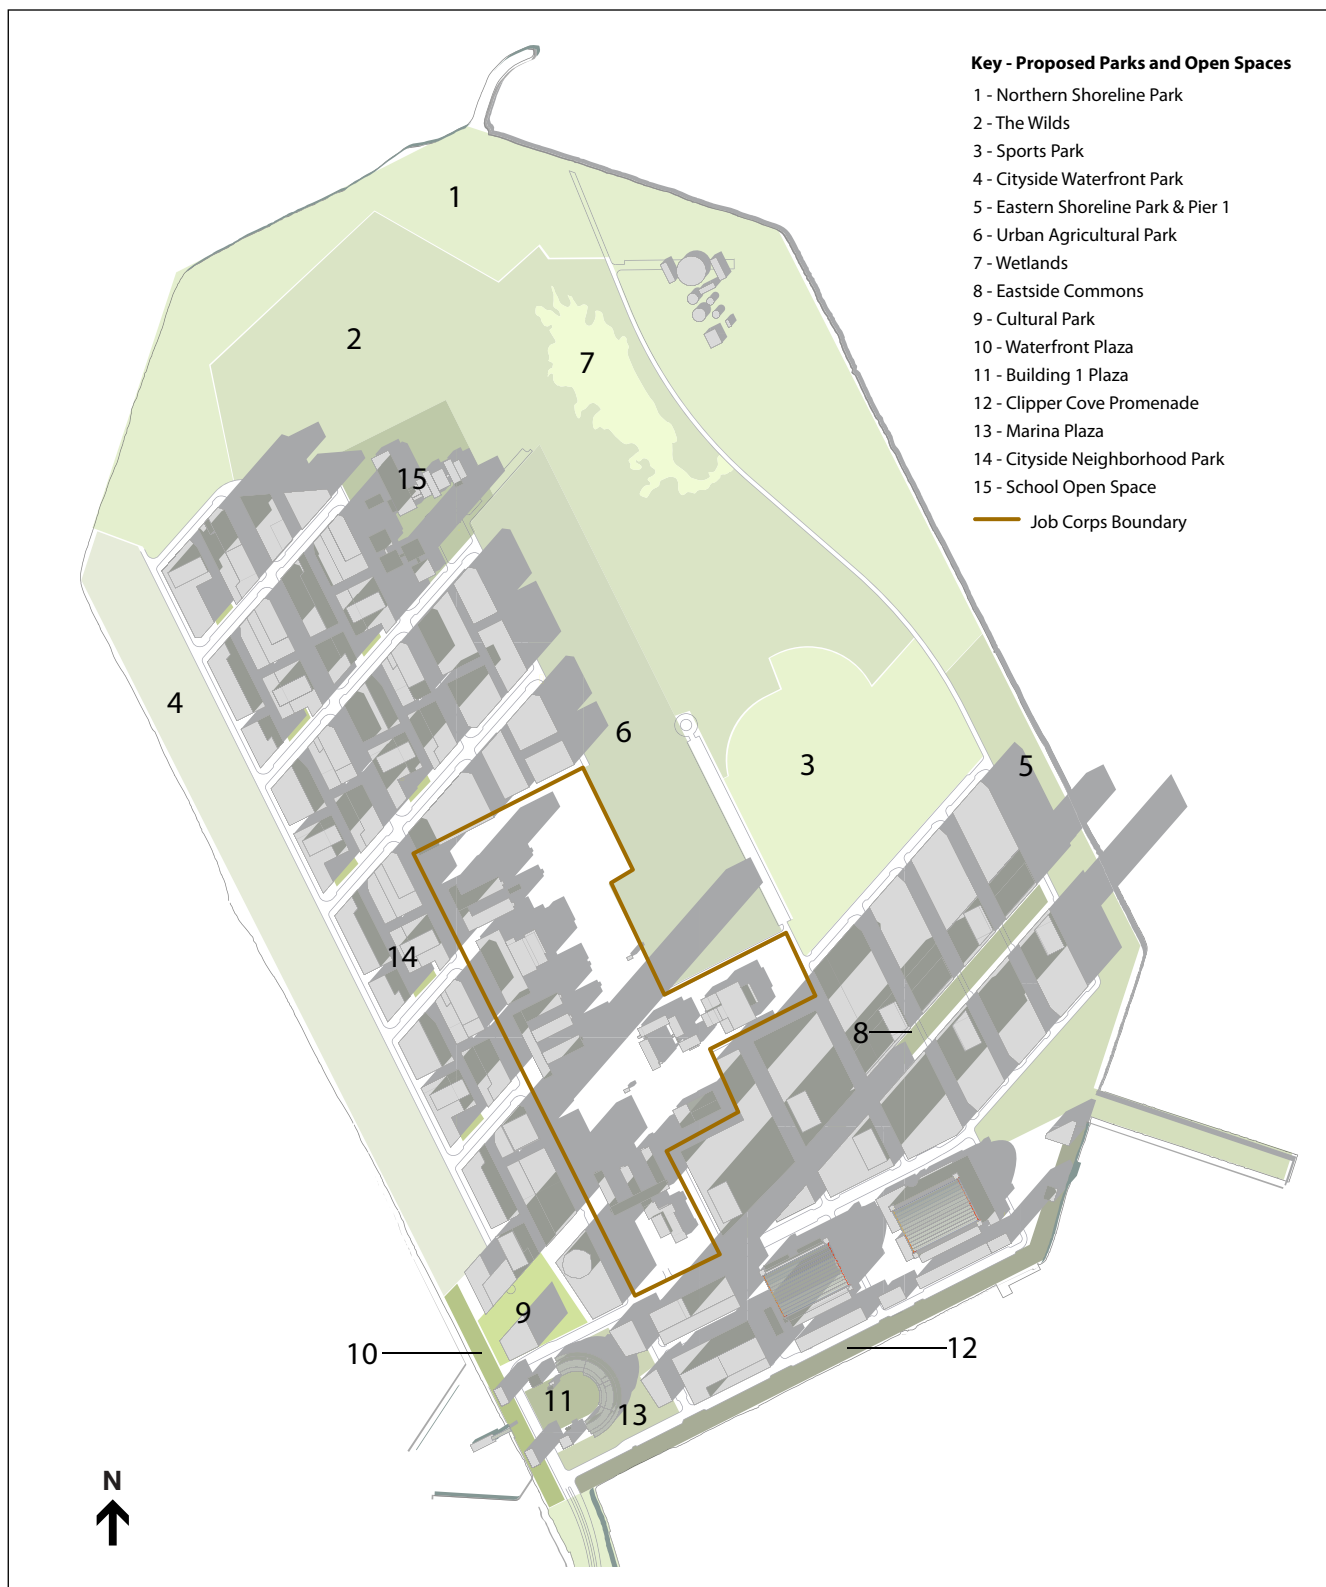 Key - Proposed Parks and Open Spaces
1 - Northern Shoreline Park
2 - The Wilds
3 - Sports Park
4 - Cityside Waterfront Park
5 - Eastern Shoreline Park & Pier 1
6 - Urban Agricultural Park
7 - Wetlands
8 - Eastside Commons
9 - Cultural Park
10 - Waterfront Plaza
11 - Building 1 Plaza
12 - Clipper Cove Promenade
13 - Marina Plaza
14 - Cityside Neighborhood Park
15 - School Open Space
Job Corps Boundary
1
2
7
15
4
6
3
5
14
8
9
10
12
11
13
N